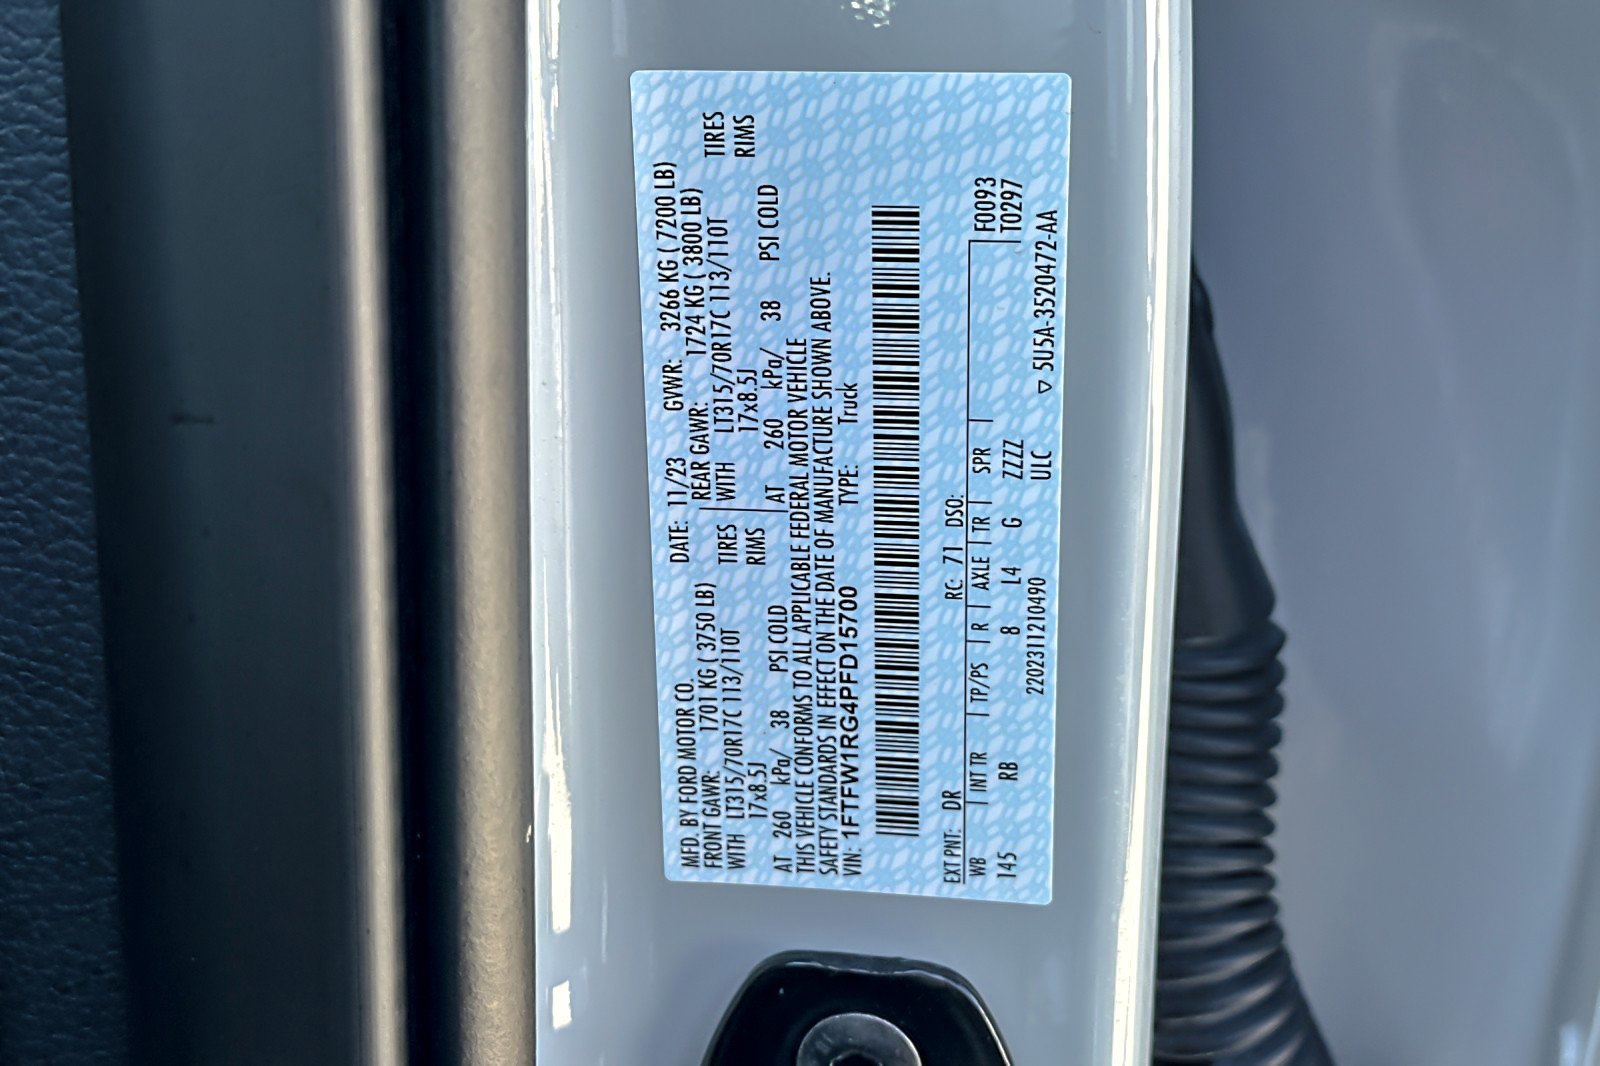 MFD. BY FORD MOTOR CO.
DATE: 11/23 GVWR: 3266 KG ( 7200 LB)
FRONT GAWR: 1701 KG ( 3750 LB)
REAR GAWR: 1724 KG ( 3800 LB)
WITH LT315/70R17C 113/110T TIRES
WITH LT315/70R17C 113/110T TIRES
17x8.5J RIMS
17x8.5J RIMS
AT 260 kPa/ 38 PSI COLD
AT 260 kPa/ 38 PSI COLD
THIS VEHICLE CONFORMS TO ALL APPLICABLE FEDERAL MOTOR VEHICLE
SAFETY STANDARDS IN EFFECT ON THE DATE OF MANUFACTURE SHOWN ABOVE.
VIN: 1FTFW1RG4PFD15700 TYPE: Truck
EXT PNT: DR RC: 71 DSO:
WB INT TR TP/PS R AXLE TR SPR F0093
145 RB 8 L4 G ZZZZ T0297
2202311210490 ULC
▽ 5U5A-3520472-AA